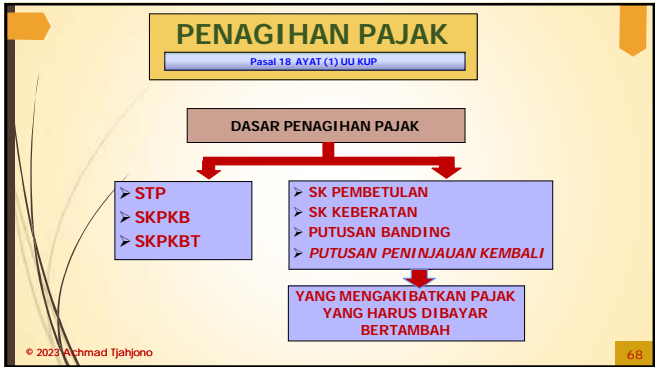 PENAGIHAN PAJAK
Pasal 18 AYAT (1) UU KUP
DASAR PENAGIHAN PAJAK
➢ STP
➢ SKPKB
➢ SKPKBT
➢ SK PEMBETULAN
➢ SK KEBERATAN
➢ PUTUSAN BANDING
➢ PUTUSAN PENINJAUAN KEMBALI
YANG MENGAKIBATKAN PAJAK
YANG HARUS DIBAYAR
BERTAMBAH
© 2023 Achmad Tjahjono
68